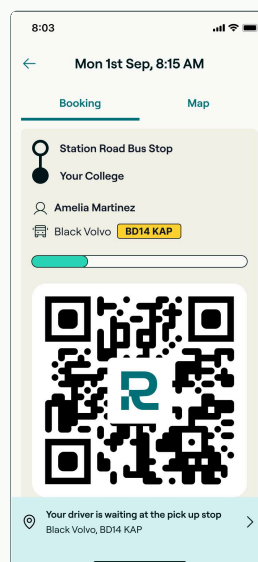 8:03
Mon 1st Sep, 8:15 AM
Booking Map
Station Road Bus Stop
Your College
Amelia Martinez
Black Volvo BD14 KAP
R
Your driver is waiting at the pick up stop
Black Volvo, BD14 KAP